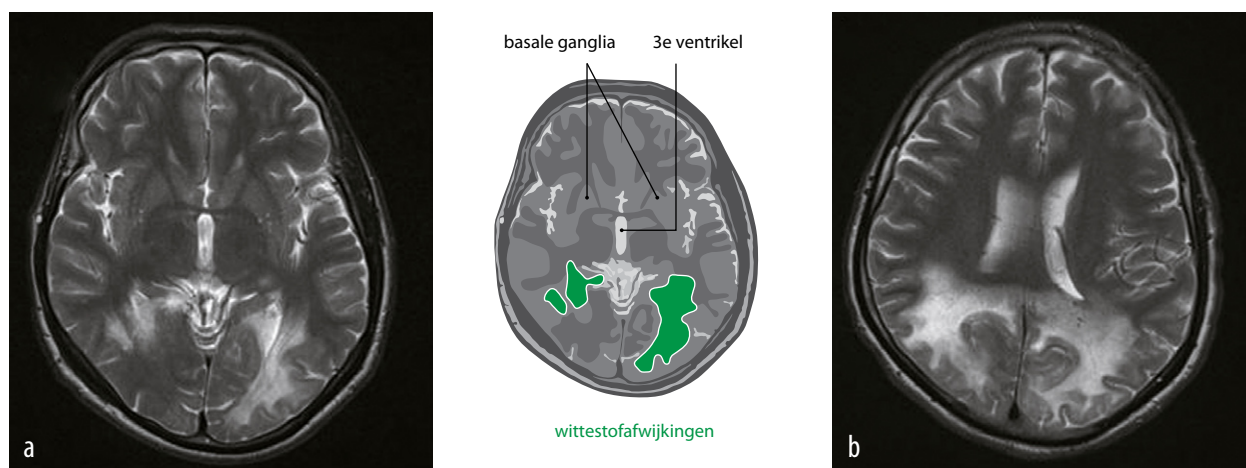 basale ganglia
3e ventrikel
wittestofafwijkingen
a
b